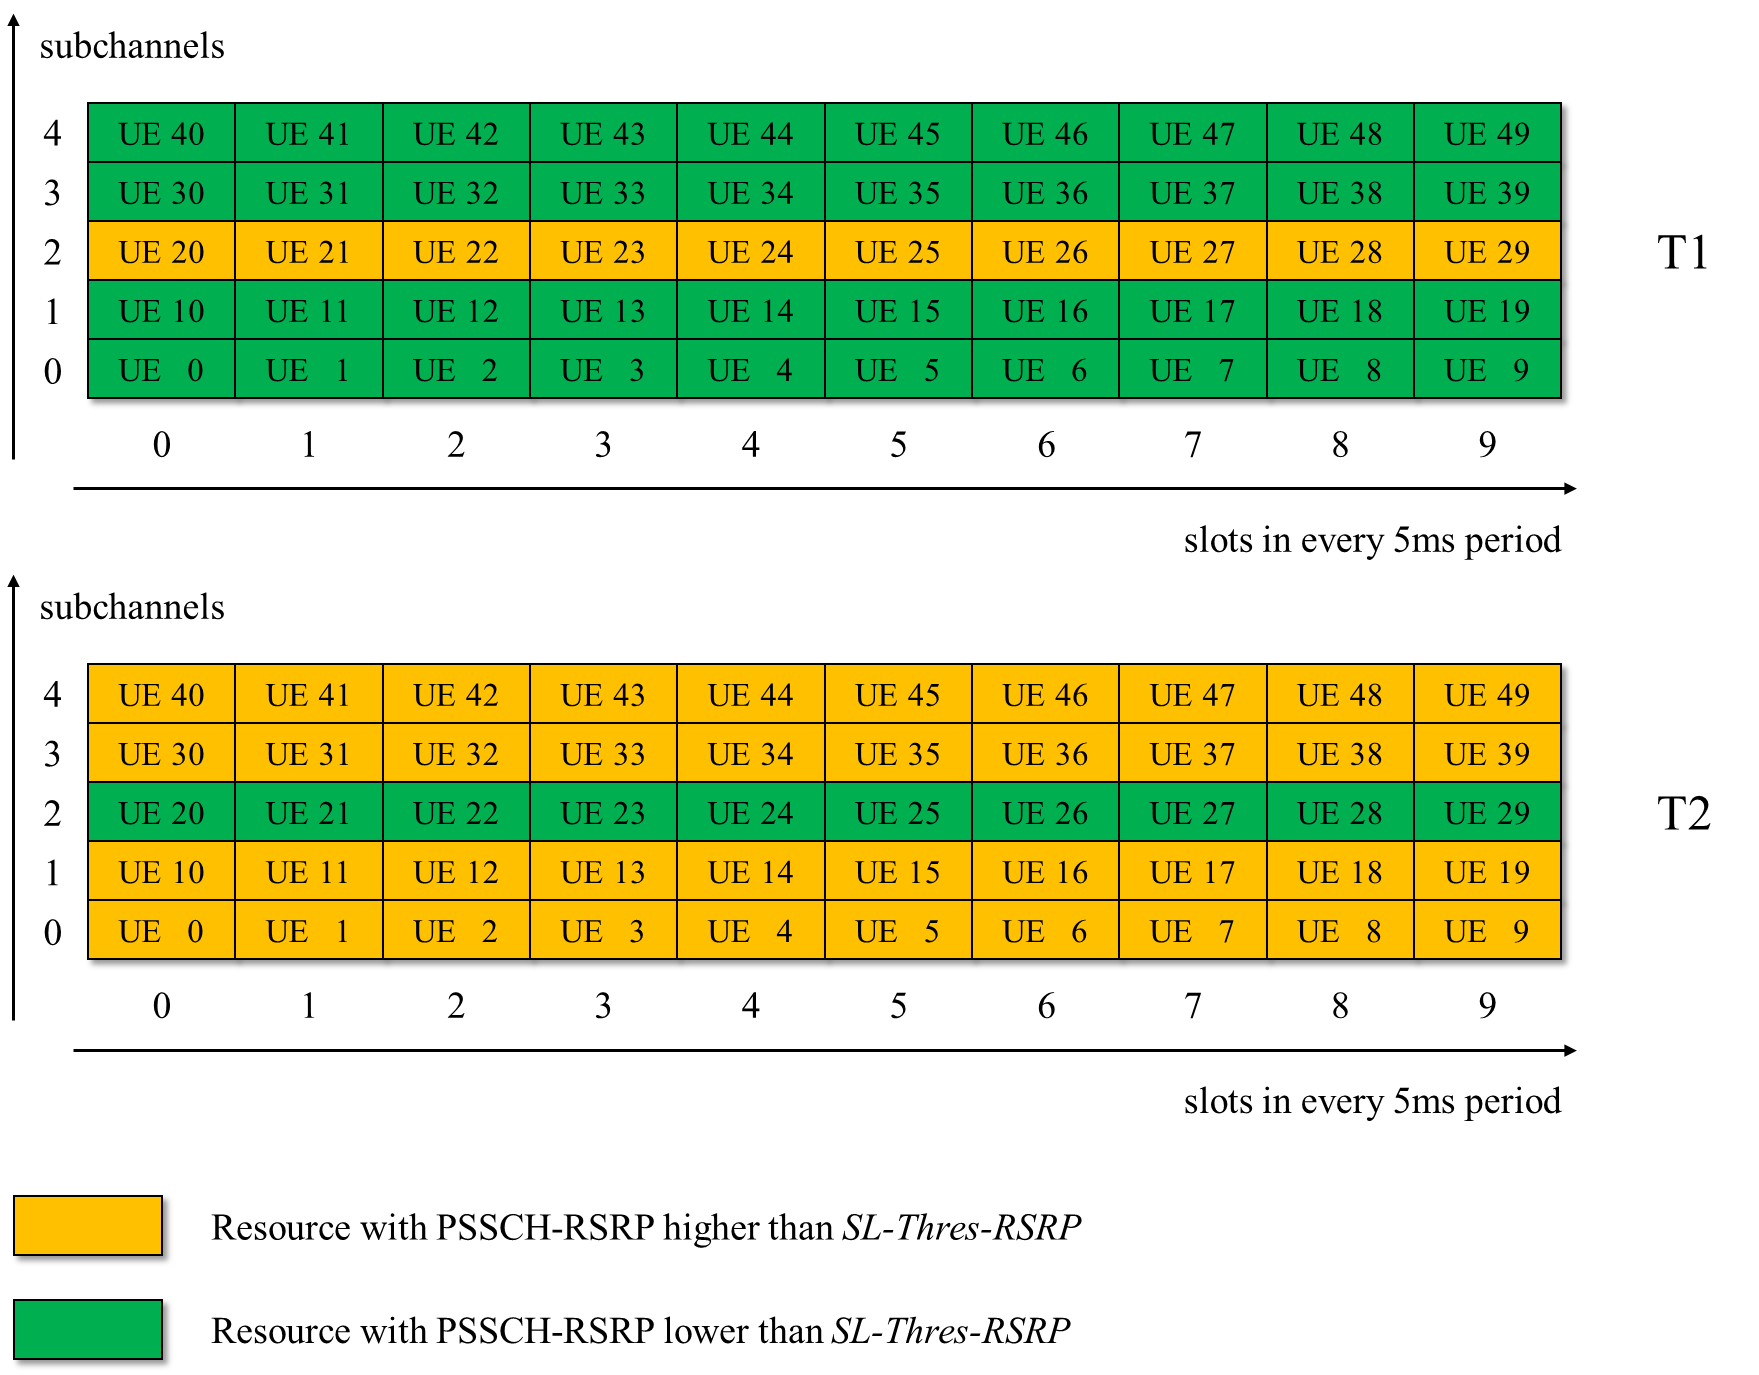 subchannels
4 UE 40 UE 41 UE 42 UE 43 UE 44 UE 45 UE 46 UE 47 UE 48 UE 49
3 UE 30 UE 31 UE 32 UE 33 UE 34 UE 35 UE 36 UE 37 UE 38 UE 39
2 UE 20 UE 21 UE 22 UE 23 UE 24 UE 25 UE 26 UE 27 UE 28 UE 29 T1
1 UE 10 UE 11 UE 12 UE 13 UE 14 UE 15 UE 16 UE 17 UE 18 UE 19
0 UE 0 UE 1 UE 2 UE 3 UE 4 UE 5 UE 6 UE 7 UE 8 UE 9
0 1 2 3 4 5 6 7 8 9
slots in every 5ms period
subchannels
4 UE 40 UE 41 UE 42 UE 43 UE 44 UE 45 UE 46 UE 47 UE 48 UE 49
3 UE 30 UE 31 UE 32 UE 33 UE 34 UE 35 UE 36 UE 37 UE 38 UE 39
2 UE 20 UE 21 UE 22 UE 23 UE 24 UE 25 UE 26 UE 27 UE 28 UE 29 T2
1 UE 10 UE 11 UE 12 UE 13 UE 14 UE 15 UE 16 UE 17 UE 18 UE 19
0 UE 0 UE 1 UE 2 UE 3 UE 4 UE 5 UE 6 UE 7 UE 8 UE 9
0 1 2 3 4 5 6 7 8 9
slots in every 5ms period
Resource with PSSCH-RSRP higher than SL-Thres-RSRP
Resource with PSSCH-RSRP lower than SL-Thres-RSRP